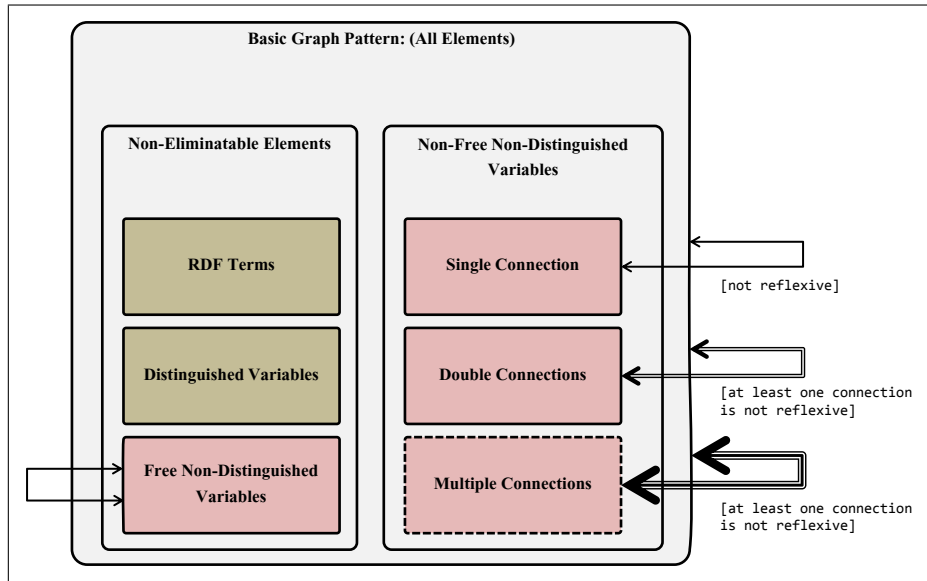 Basic Graph Pattern: (All Elements)
Non-Eliminatable Elements
RDF Terms
Distinguished Variables
Free Non-Distinguished
Variables
Non-Free Non-Distinguished
Variables
Single Connection
Double Connections
Multiple Connections
[not reflexive]
[at least one connection
is not reflexive]
[at least one connection
is not reflexive]